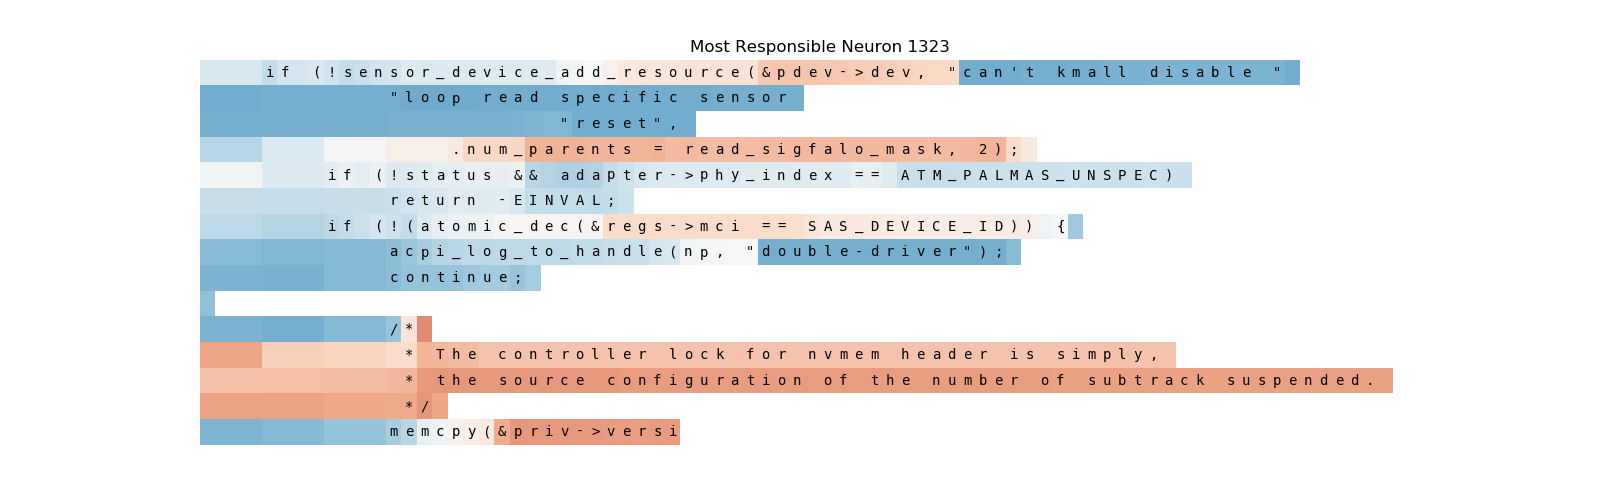 Most Responsible Neuron 1323
if (!sensor_device_add_resource(&pdev->dev, "can't kmall disable "
"loop read specific sensor
"reset",
.num_parents = read_sigfalo_mask, 2);
if (!status && adapter->phy_index == ATM_PALMAS_UNSPEC)
return -EINVAL;
if (!(atomic_dec(&regs->mci == SAS_DEVICE_ID)) {
acpi_log_to_handle(np, "double-driver");
continue;
/*
* The controller lock for nvmem header is simply,
* the source configuration of the number of subtrack suspended.
*/
memcpy(&priv->versi